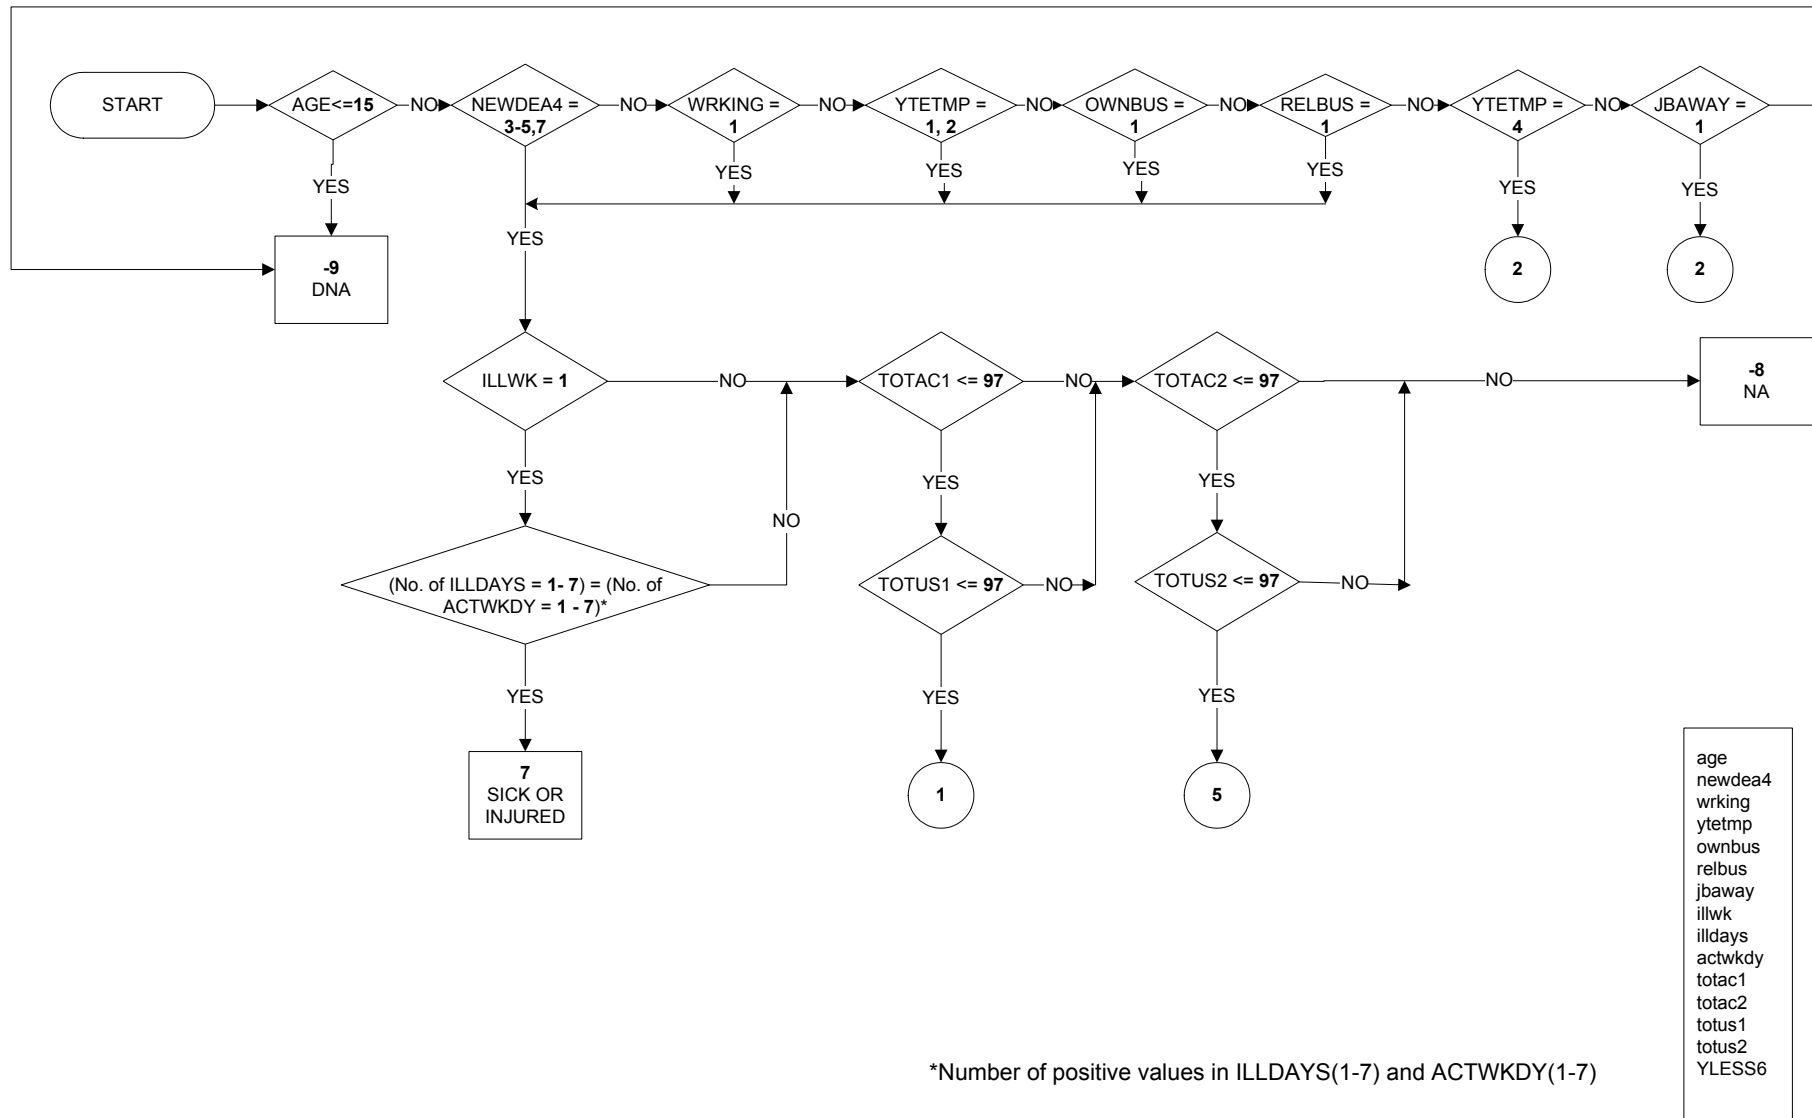 START
AGE<=15
NO
NEWDEA4 =
3-5,7
NO
WRKING =
1
NO
YTETMP =
1, 2
NO
OWNBUS =
1
NO
RELBUS =
1
NO
YTETMP =
4
NO
JBAWAY =
1
YES
YES
YES
YES
YES
YES
YES
YES
-9
DNA
2
2
ILLWK = 1
NO
TOTAC1 <= 97
NO
TOTAC2 <= 97
NO
-8
NA
YES
YES
YES
NO
(No. of ILLDAYS = 1- 7) = (No. of
ACTWKDY = 1 - 7)*
TOTUS1 <= 97
NO
TOTUS2 <= 97
NO
YES
YES
YES
7
SICK OR
INJURED
1
5
age
newdea4
wrking
ytetmp
ownbus
relbus
jbaway
illwk
illdays
actwkdy
totac1
totac2
totus1
totus2
YLESS6
*Number of positive values in ILLDAYS(1-7) and ACTWKDY(1-7)